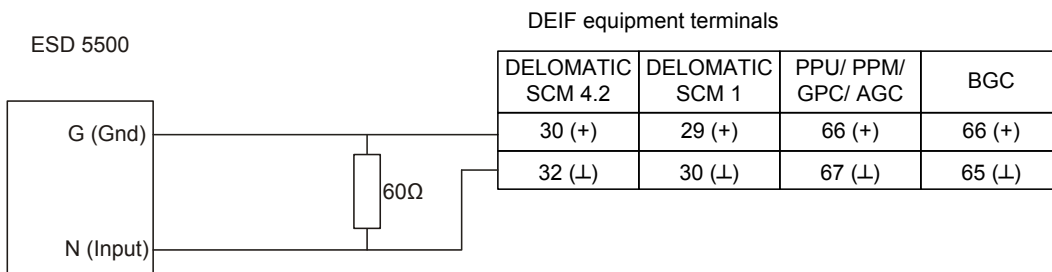 DEIF equipment terminals
ESD 5500
DELOMATIC SCM 4.2 DELOMATIC SCM 1 PPU/ PPM/ GPC/ AGC BGC
G (Gnd) 30 (+) 29 (+) 66 (+) 66 (+)
32 (⊥) 30 (⊥) 67 (⊥) 65 (⊥)
60Ω
N (Input)